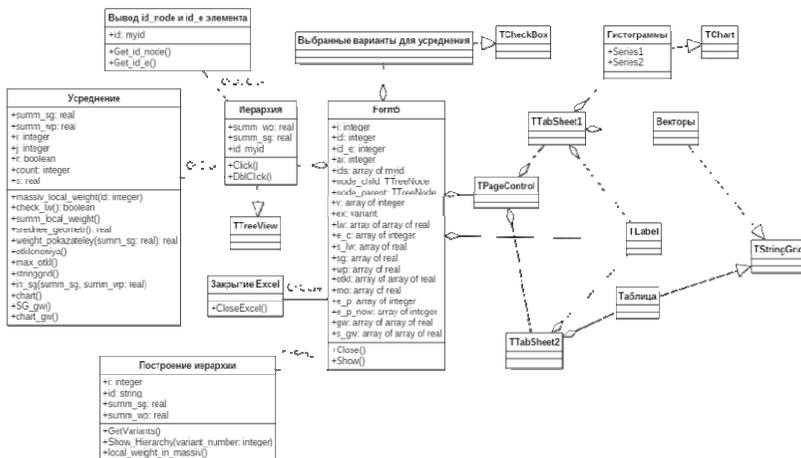 Вывод id_node и id_e элемента
+id: myid
+Get_id_node()
+Get_id_e()
Выбранные варианты для усреднения
TCheckBox
Гистограммы
+Series1
+Series2
TChart
Усреднение
+summ_sg: real
+summ_wp: real
+i: integer
+j: integer
+r: boolean
+count: integer
+s: real
+massiv_local_weight(id: integer)
+check_lw(): boolean
+summ_local_weight()
+srednee_geometr(): real
+weight_pokazateley(summ_sg: real): real
+otklononiya()
+max_otkl()
+stringgrid()
+in_sg(summ_sg, summ_wp: real)
+chart()
+SG_gw()
+chart_gw()
Иерархия
+summ_wp: real
+summ_sg: real
+id: myid
+Click()
+DblClick()
TTreeView
Закрытие Excel
+CloseExcel()
Form5
+i: integer
+id: integer
+id_e: integer
+ai: integer
+ids: array of myid
+node_child: TTreeNode
+node_parent: TTreeNode
+v: array of integer
+ex: variant
+lw: array of array of real
+e_c: array of integer
+s_lw: array of real
+sg: array of real
+wp: array of real
+otkl: array of array of real
+mo: array of real
+e_p: array of integer
+e_p_now: array of integer
+gw: array of array of real
+s_gw: array of real
+Close()
+Show()
TTabSheet1
Векторы
TPageControl
TLabel
TStringGrid
Таблица
TTabSheet2
Построение иерархии
+i: integer
+id: string
+summ_sg: real
+summ_wp: real
+GetVariants()
+Show_Hierarchy(variant_number: integer)
+local_weight_in_massiv()